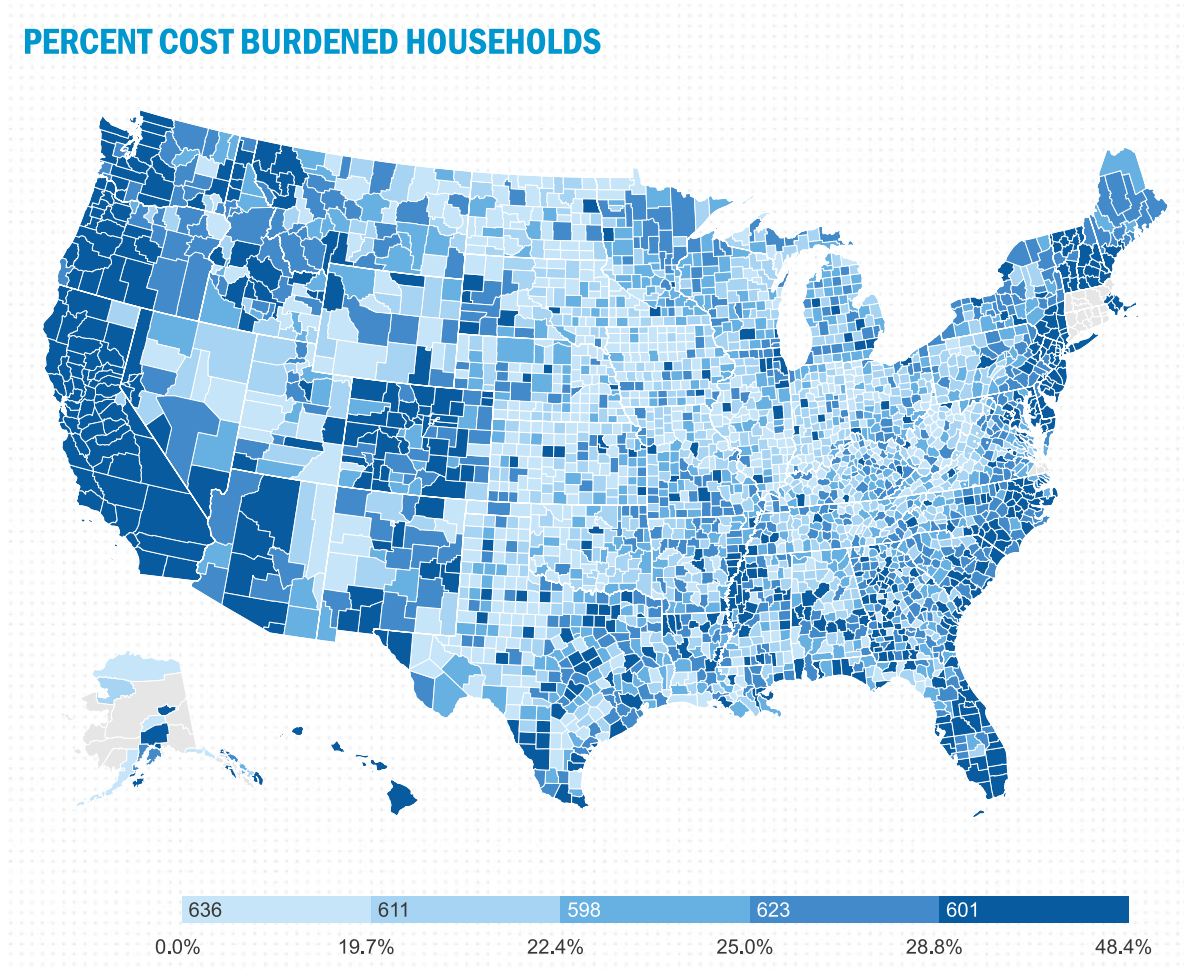 PERCENT COST BURDENED HOUSEHOLDS
636 611 598 623 601
0.0% 19.7% 22.4% 25.0% 28.8% 48.4%